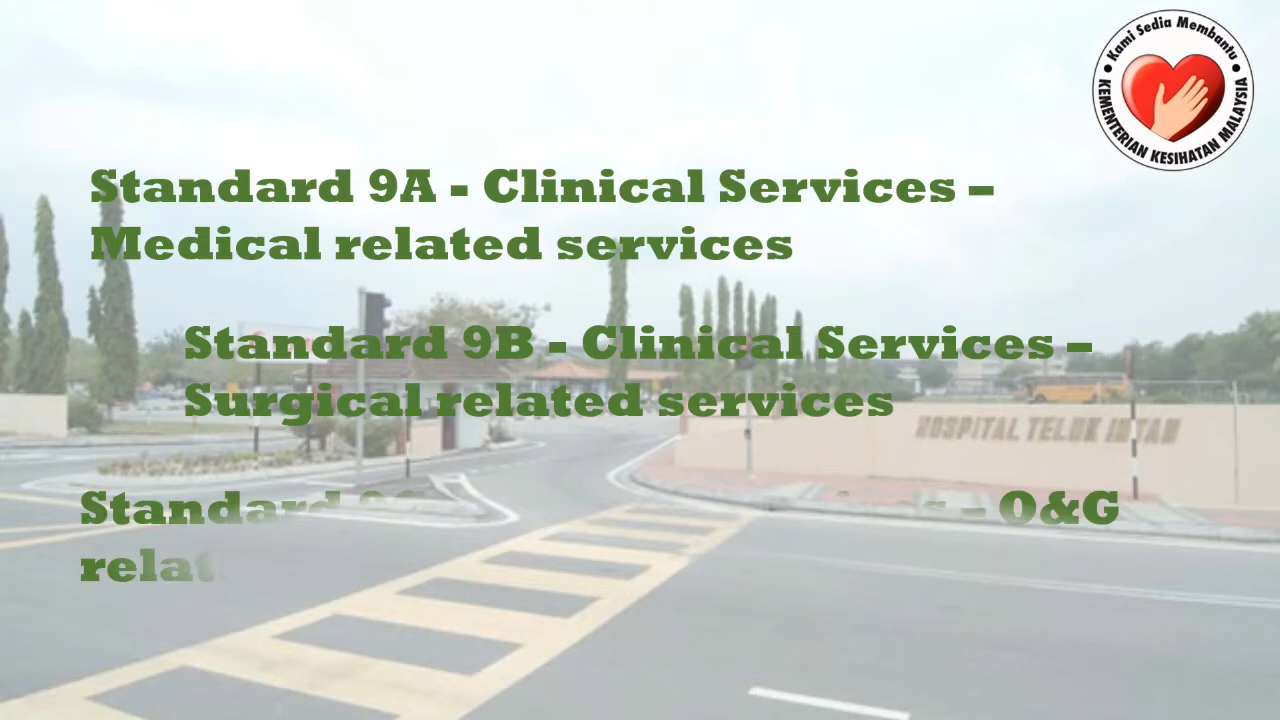 Kami Sedia Membantu
KEMENTERIAN KESIHATAN MALAYSIA
Standard 9A - Clinical Services –
Medical related services
Standard 9B - Clinical Services –
Surgical related services
HOSPITAL TELUK INTAN
Standard – O&G